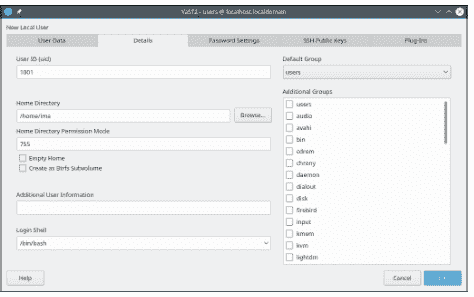 YaST2 - users @ localhost.localdomain
New Local User
User Data Details Password Settings SSH Public Keys Plug-Ins
User ID (uid)
1001
Home Directory
/home/ima
Browse...
Home Directory Permission Mode
755
Empty Home
Create as Btrfs Subvolume
Additional User Information
Login Shell
/bin/bash
Default Group
users
Additional Groups
users
audio
avahi
bin
cdrom
chrony
daemon
dialout
disk
firebird
input
kmem
kvm
lightdm
Help
Cancel